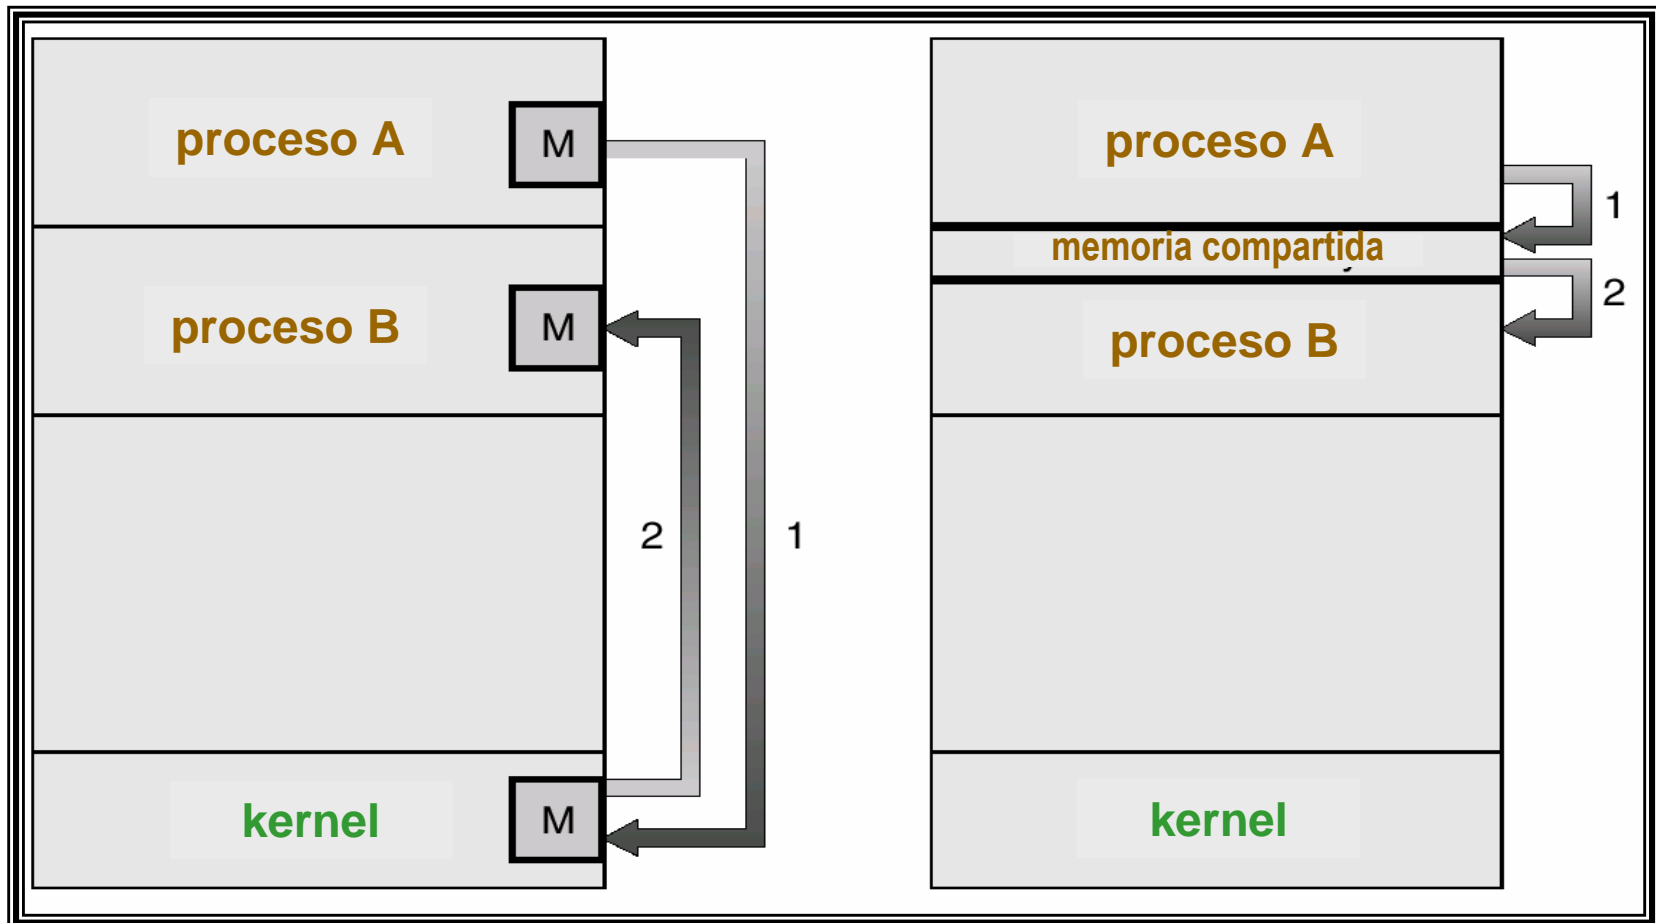 proceso A
M
proceso B
M
2
1
kernel
M
proceso A
1
memoria compartida
2
proceso B
kernel